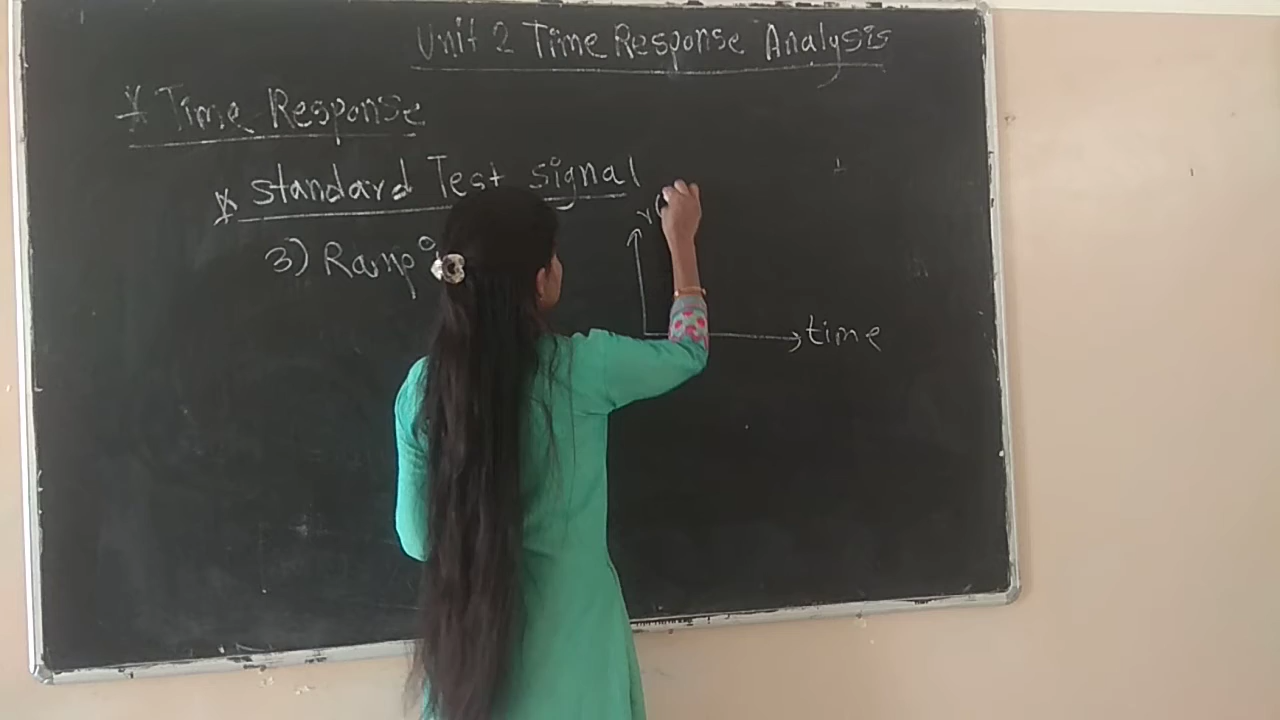 Unit 2 Time Response Analysis
* Time Response
* standard Test signal
3) Ramp
r(
time